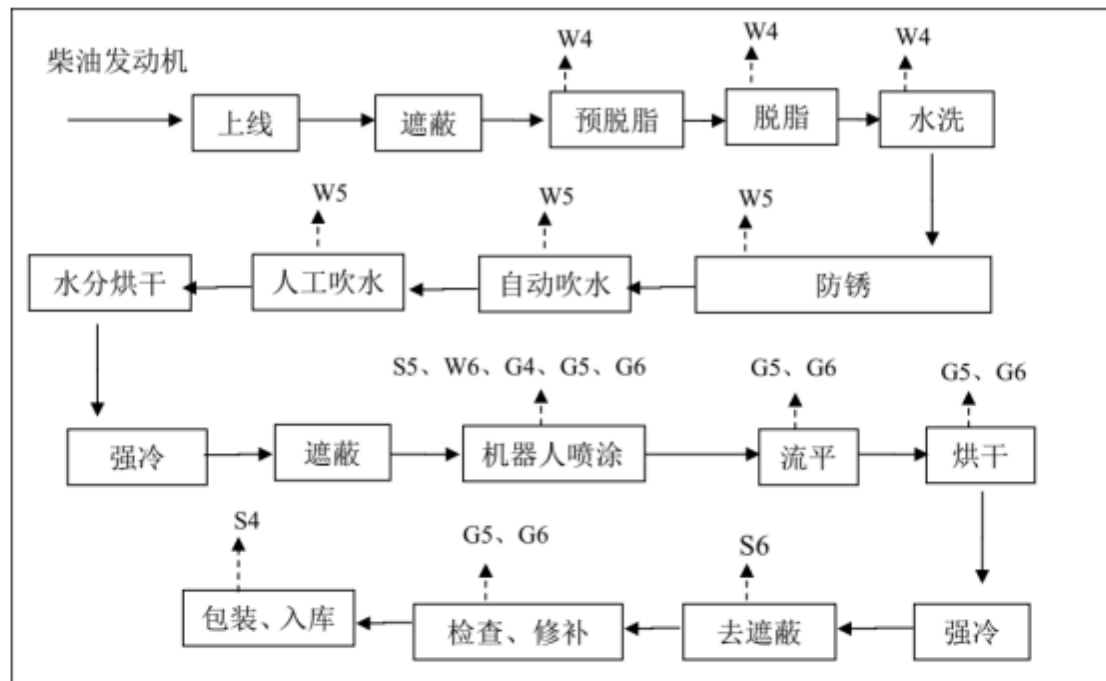 W4 W4 W4
柴油发动机
上线 遮蔽 预脱脂 脱脂 水洗
W5 W5 W5
水分烘干 人工吹水 自动吹水 防锈
S5、W6、G4、G5、G6 G5、G6 G5、G6
强冷 遮蔽 机器人喷涂 流平 烘干
S4 G5、G6 S6
包装、入库 检查、修补 去遮蔽 强冷